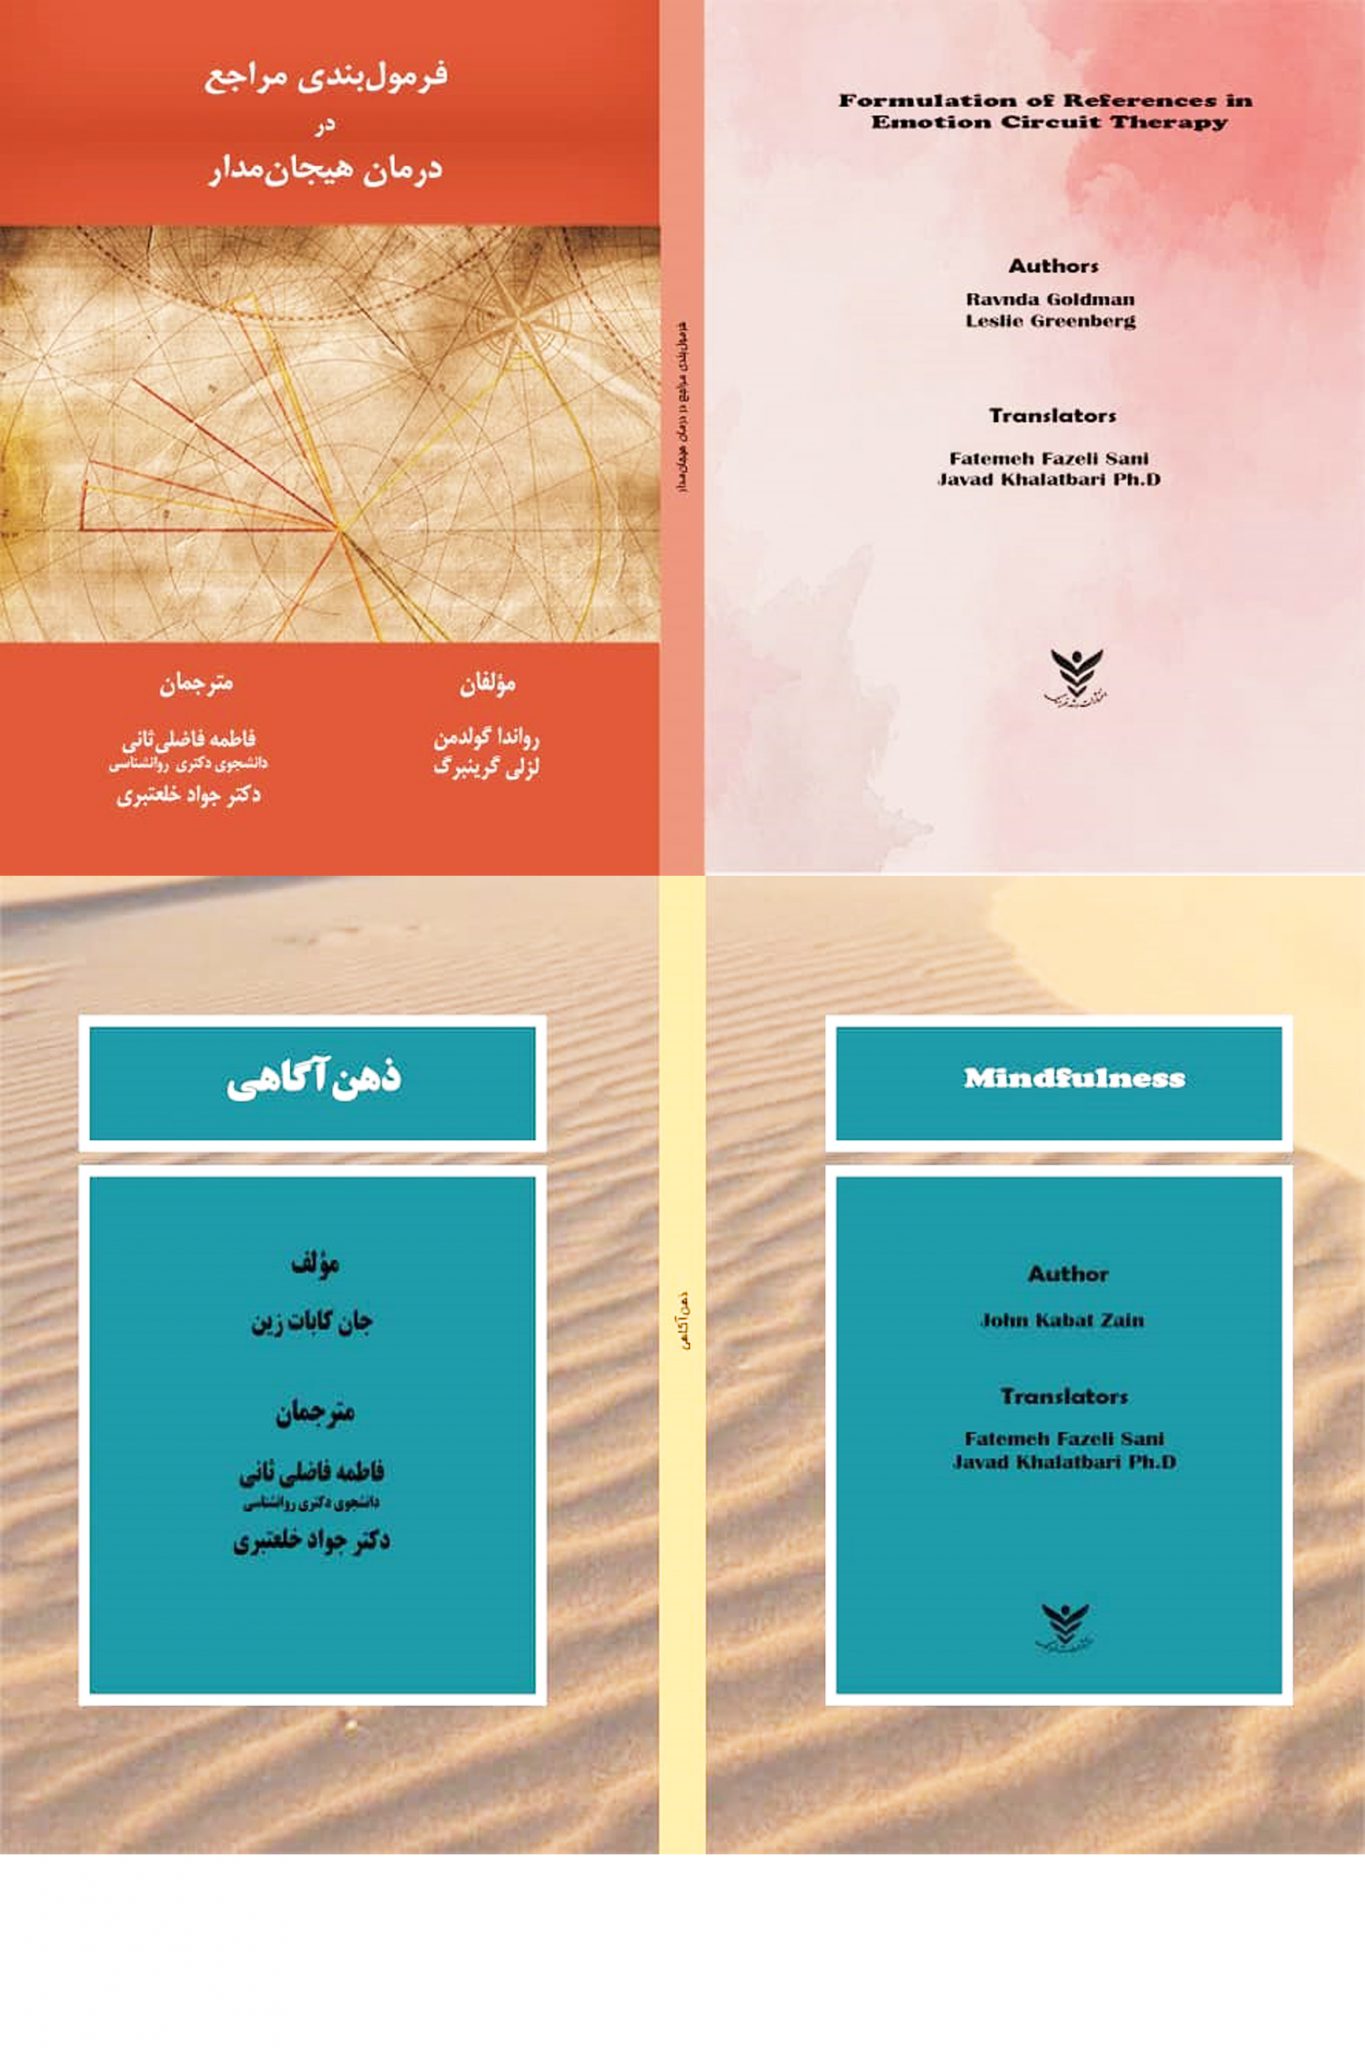 فرمول‌بندی مراجع
در
درمان هیجان‌مدار
مؤلفان
رواندا گولدمن
لزلی گرینبرگ
مترجمان
فاطمه فاضلی ثانی
دانشجوی دکتری روانشناسی
دکتر جواد خلعتبری
فرمول‌بندی مراجع در درمان هیجان‌مدار
Formulation of References in
Emotion Circuit Therapy
Authors
Ravnda Goldman
Leslie Greenberg
Translators
Fatemeh Fazeli Sani
Javad Khalatbari Ph.D
ذهن‌آگاهی
مؤلف
جان کابات زین
مترجمان
فاطمه فاضلی ثانی
دانشجوی دکتری روانشناسی
دکتر جواد خلعتبری
ذهن‌آگاهی
Mindfulness
Author
John Kabat Zain
Translators
Fatemeh Fazeli Sani
Javad Khalatbari Ph.D